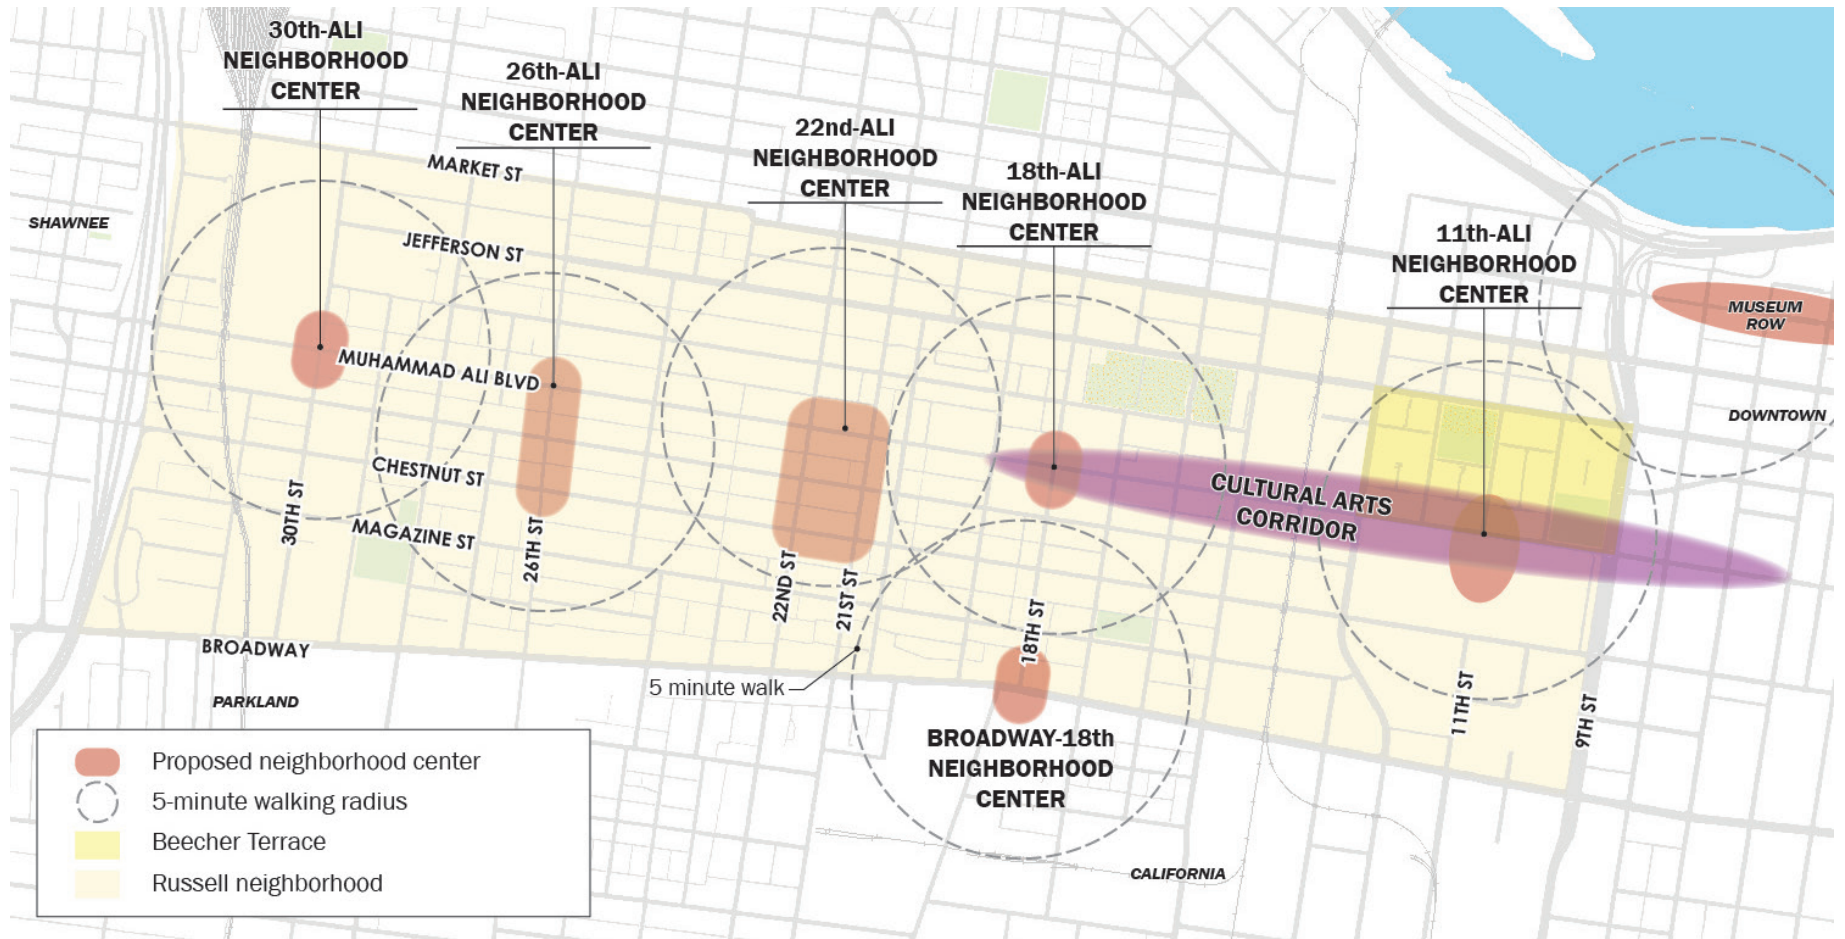 30th-ALI
NEIGHBORHOOD
CENTER
26th-ALI
NEIGHBORHOOD
CENTER
22nd-ALI
NEIGHBORHOOD
CENTER
18th-ALI
NEIGHBORHOOD
CENTER
11th-ALI
NEIGHBORHOOD
CENTER
MARKET ST
SHAWNEE
JEFFERSON ST
MUSEUM
ROW
MUHAMMAD ALI BLVD
DOWNTOWN
CHESTNUT ST
CULTURAL ARTS
CORRIDOR
30TH ST
MAGAZINE ST
26TH ST
22ND ST
21ST ST
18TH ST
BROADWAY
5 minute walk
11TH ST
9TH ST
PARKLAND
BROADWAY-18th
NEIGHBORHOOD
CENTER
CALIFORNIA
Proposed neighborhood center
5-minute walking radius
Beecher Terrace
Russell neighborhood